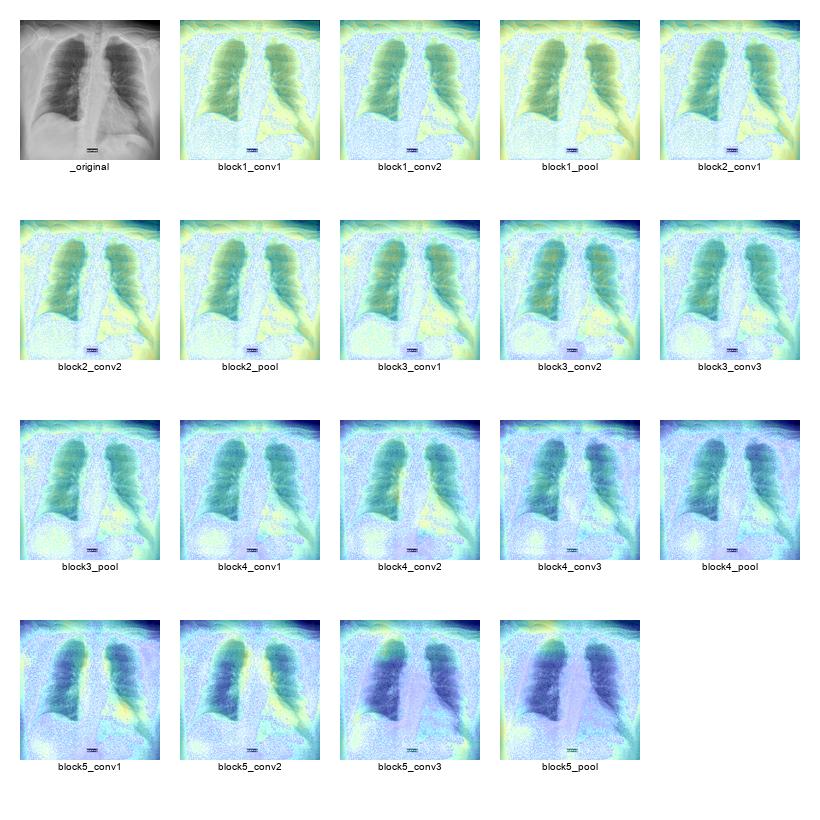 _original
block1_conv1
block1_conv2
block1_pool
block2_conv1
block2_conv2
block2_pool
block3_conv1
block3_conv2
block3_conv3
block3_pool
block4_conv1
block4_conv2
block4_conv3
block4_pool
block5_conv1
block5_conv2
block5_conv3
block5_pool